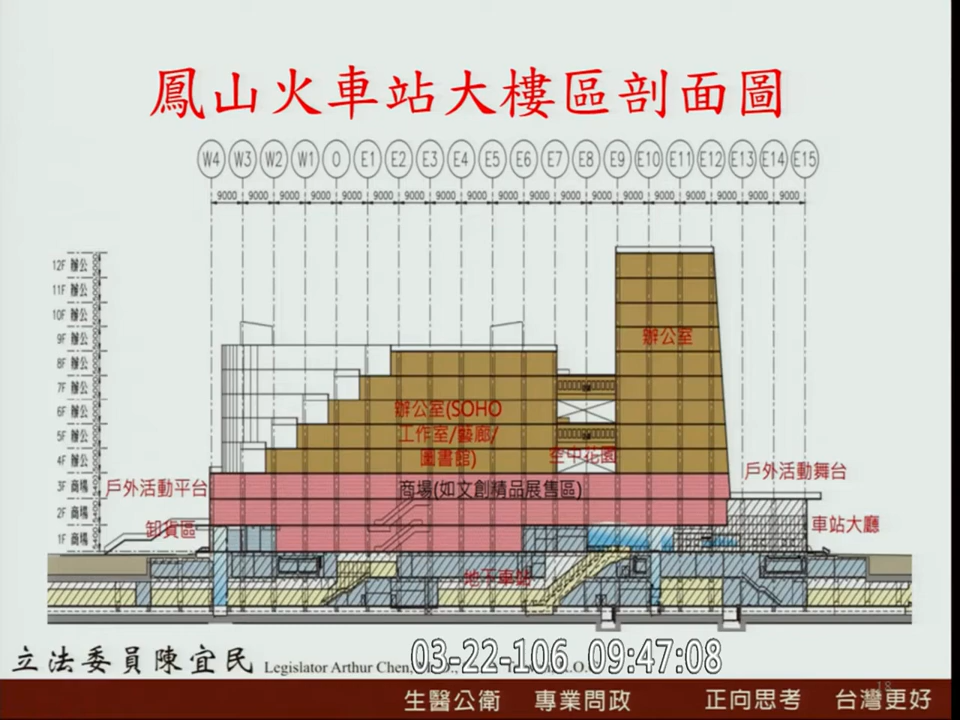 鳳山火車站大樓區剖面圖
W4 W3 W2 W1 0 E1 E2 E3 E4 E5 E6 E7 E8 E9 E10 E11 E12 E13 E14 E15
9000 9000 9000 9000 9000 9000 9000 9000 9000 9000 9000 9000 9000 9000 9000 9000 9000 9000 9000
12F 辦公
11F 辦公
10F 辦公
9F 辦公
8F 辦公
7F 辦公
6F 辦公
5F 辦公
4F 辦公
3F 商場
2F 商場
1F 商場
辦公室
辦公室(SOHO
工作室/藝廊/
圖書館)
空中花園
戶外活動舞台
戶外活動平台
商場(如文創精品展售區)
卸貨區
車站大廳
地下車站
立法委員陳宜民 Legislator Arthur Chen,
03-22-106 09:47:08
生醫公衛 專業問政 正向思考 台灣更好
18